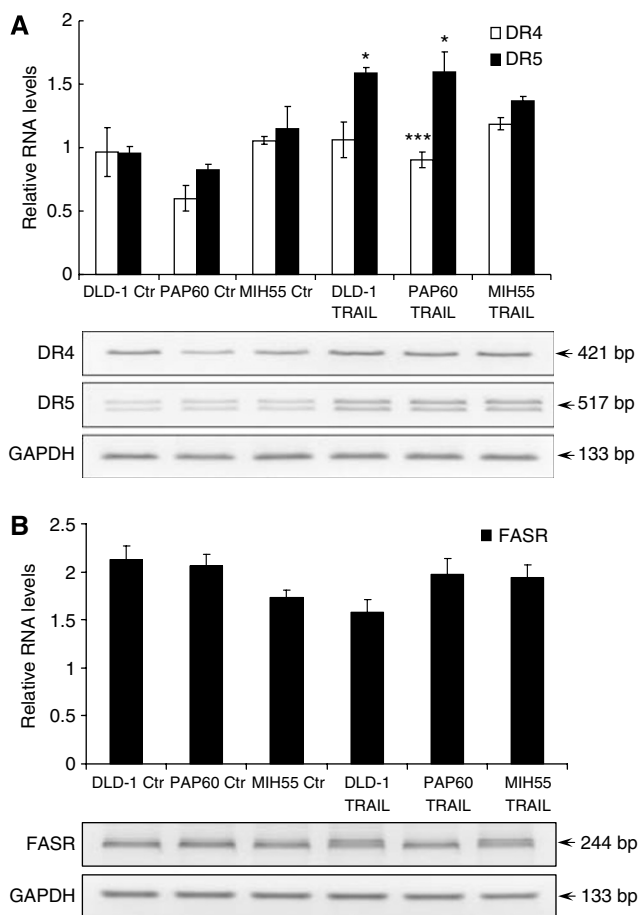 A
2
1.5
1
0.5
0
Relative RNA levels
DR4
DR5
*
*
***
DLD-1 Ctr PAP60 Ctr MIH55 Ctr DLD-1 TRAIL PAP60 TRAIL MIH55 TRAIL
DR4 421 bp
DR5 517 bp
GAPDH 133 bp
B
2.5
2
1.5
1
0.5
0
Relative RNA levels
FASR
DLD-1 Ctr PAP60 Ctr MIH55 Ctr DLD-1 TRAIL PAP60 TRAIL MIH55 TRAIL
FASR 244 bp
GAPDH 133 bp